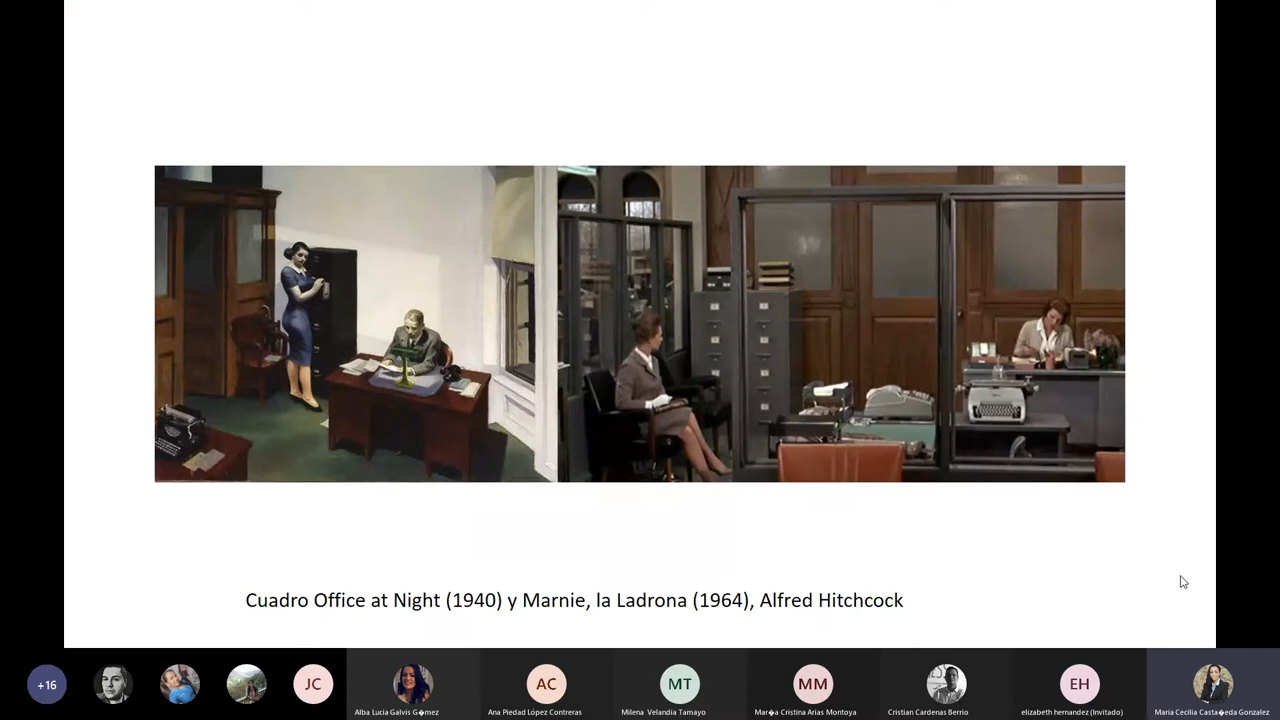 Cuadro Office at Night (1940) y Marnie, la Ladrona (1964), Alfred Hitchcock
+16
JC
AC
MT
MM
EH
Alba Lucia Galvis G�mez
Ana Piedad López Contreras
Milena Velandia Tamayo
Mar�a Cristina Arias Montoya
Cristian Cardenas Berrio
elizabeth hernandez (Invitado)
Maria Cecilia Casta�eda Gonzalez